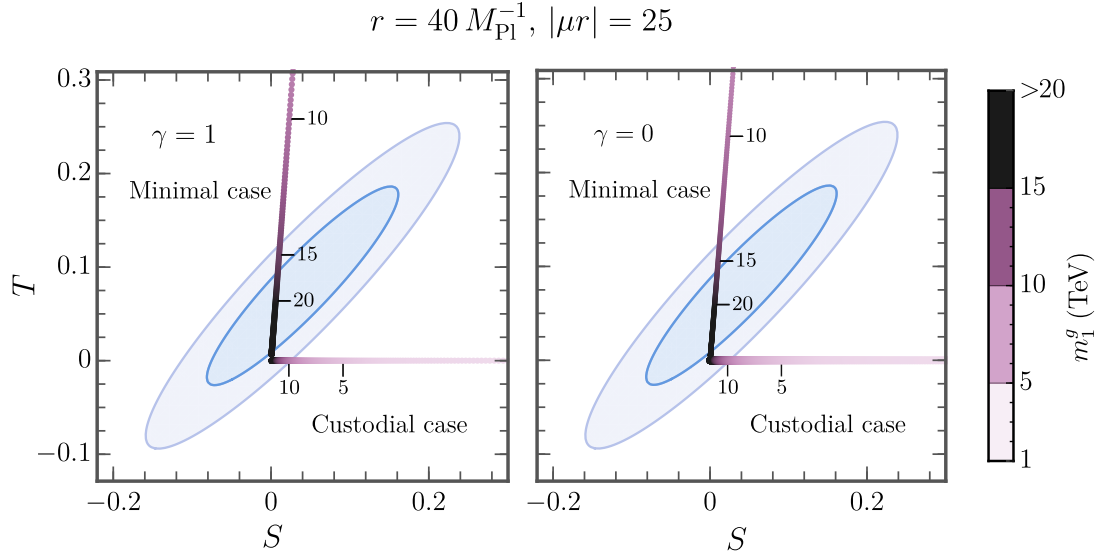 r = 40 M_Pl^-1, |μr| = 25
γ = 1
Minimal case
10
15
20
10
5
Custodial case
0.3
0.2
0.1
0
−0.1
T
−0.2
0
0.2
S
γ = 0
Minimal case
10
15
20
10
5
Custodial case
−0.2
0
0.2
S
>20
15
10
5
1
m_1^g (TeV)